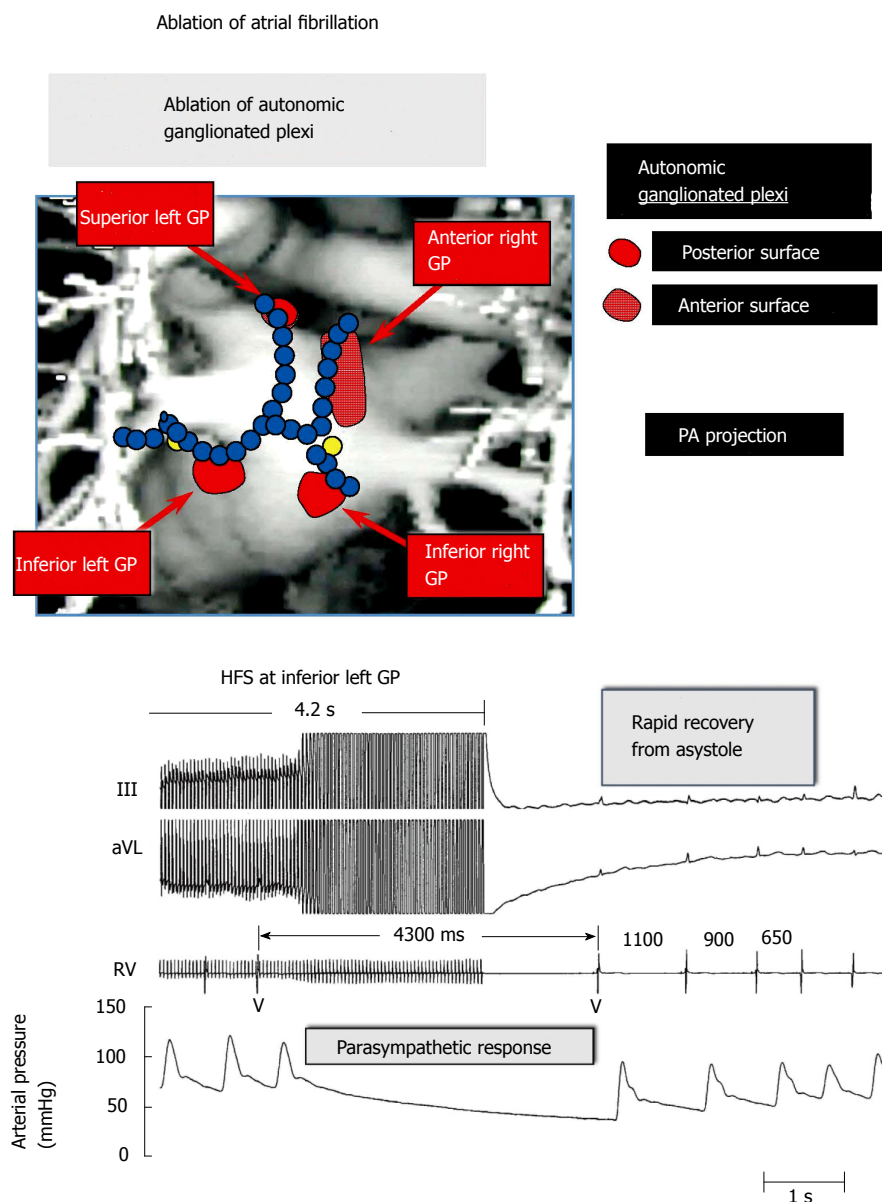 Ablation of atrial fibrillation
Ablation of autonomic
ganglionated plexi
Superior left GP
Anterior right
GP
Inferior left GP
Inferior right
GP
Autonomic
ganglionated plexi
Posterior surface
Anterior surface
PA projection
HFS at inferior left GP
4.2 s
Rapid recovery
from asystole
III
aVL
4300 ms
1100
900
650
RV
V
V
150
100
50
0
Arterial pressure
(mmHg)
Parasympathetic response
1 s